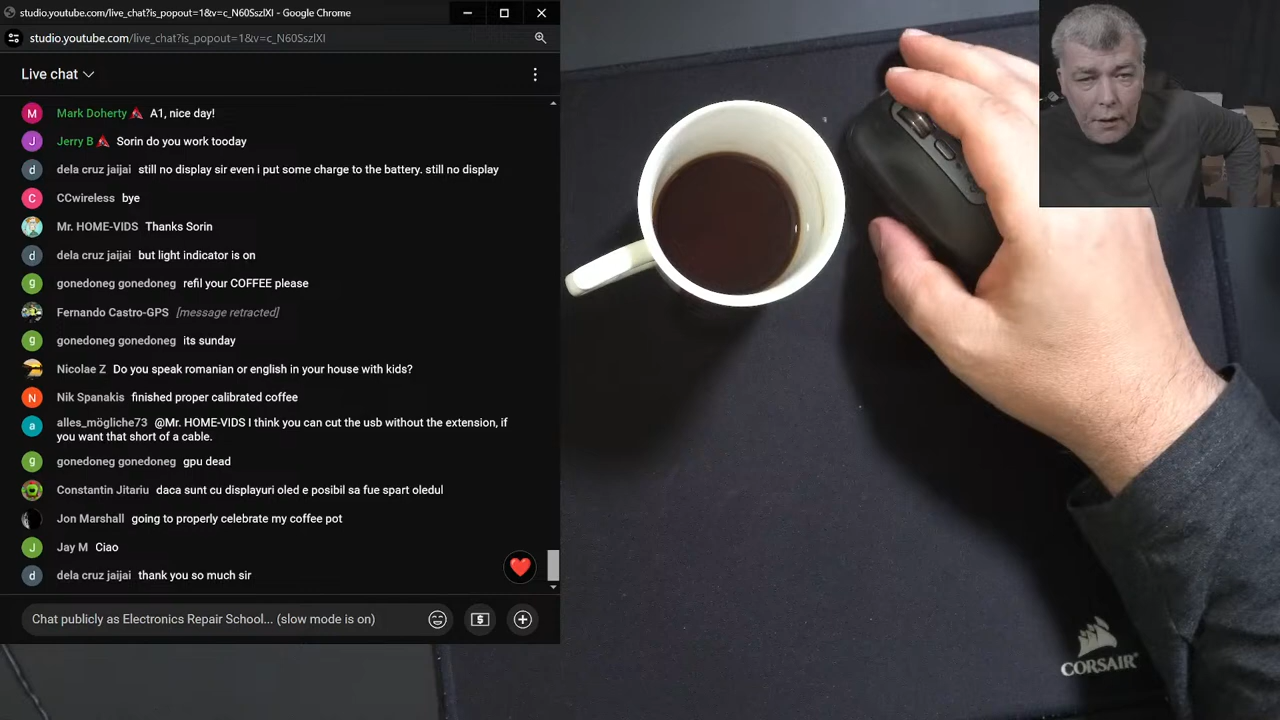 studio.youtube.com/live_chat?is_popout=1&v=c_N60SszlXI - Google Chrome
studio.youtube.com/live_chat?is_popout=1&v=c_N60SszlXI
Live chat
M Mark Doherty A1, nice day!
J Jerry B Sorin do you work tooday
d dela cruz jaijai still no display sir even i put some charge to the battery. still no display
C CCwireless bye
Mr. HOME-VIDS Thanks Sorin
d dela cruz jaijai but light indicator is on
g gonedoneg gonedoneg refil your COFFEE please
Fernando Castro-GPS [message retracted]
g gonedoneg gonedoneg its sunday
Nicolae Z Do you speak romanian or english in your house with kids?
N Nik Spanakis finished proper calibrated coffee
a alles_mögliche73 @Mr. HOME-VIDS I think you can cut the usb without the extension, if
you want that short of a cable.
g gonedoneg gonedoneg gpu dead
Constantin Jitariu daca sunt cu displayuri oled e posibil sa fue spart oledul
Jon Marshall going to properly celebrate my coffee pot
J Jay M Ciao
d dela cruz jaijai thank you so much sir
Chat publicly as Electronics Repair School... (slow mode is on)
CORSAIR